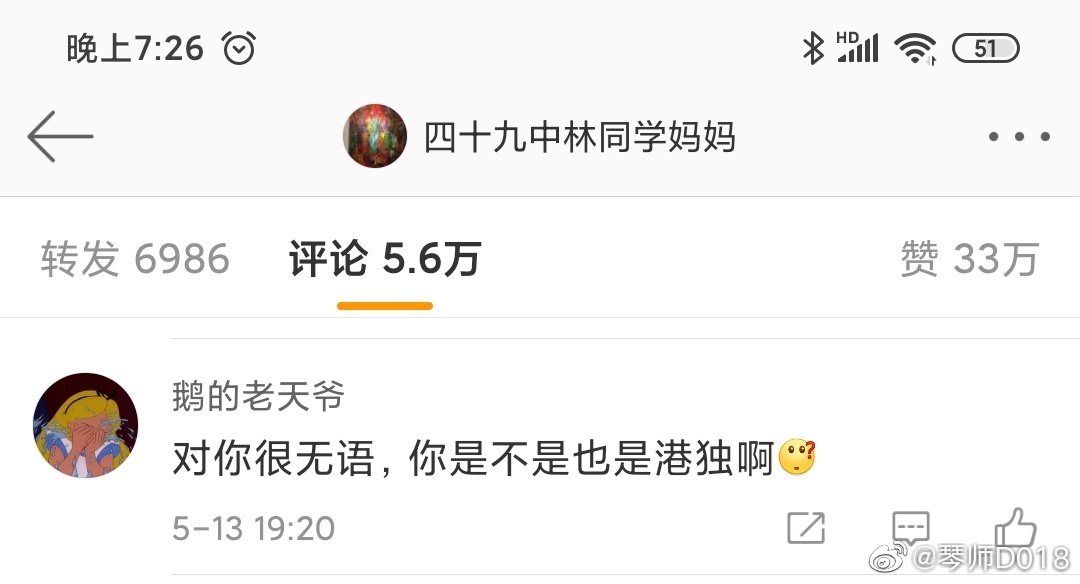 晚上7:26 HD 51
四十九中林同学妈妈
转发 6986 评论 5.6万 赞 33万
鹅的老天爷
对你很无语，你是不是也是港独啊
5-13 19:20
@琴师D018